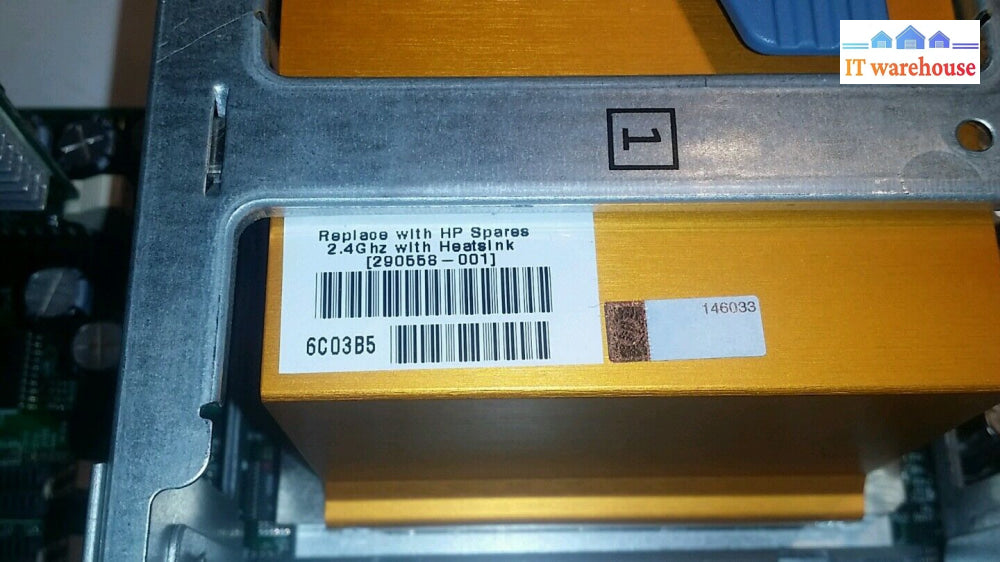 IT warehouse
1
Replace with HP Spares
2.4Ghz with Heatsink
[290558-001]
6C03B5
146033